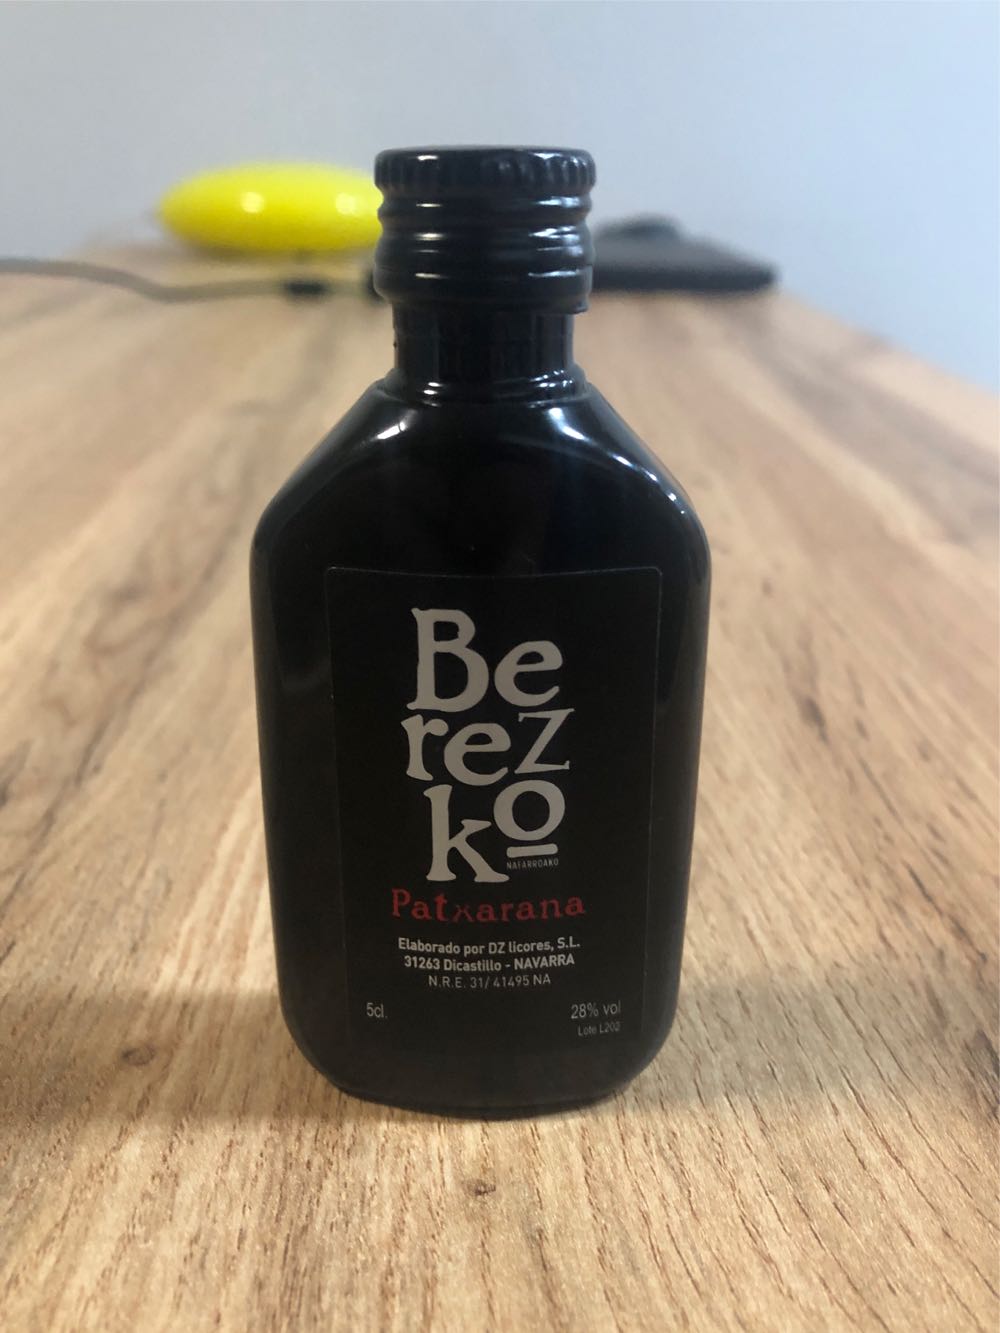 Be
rez
ko
NAFARROAKO
Patxarana
Elaborado por DZ licores, S.L.
31263 Dicastillo - NAVARRA
N.R.E. 31/ 41495 NA
5cl.
28% vol
Lote L202